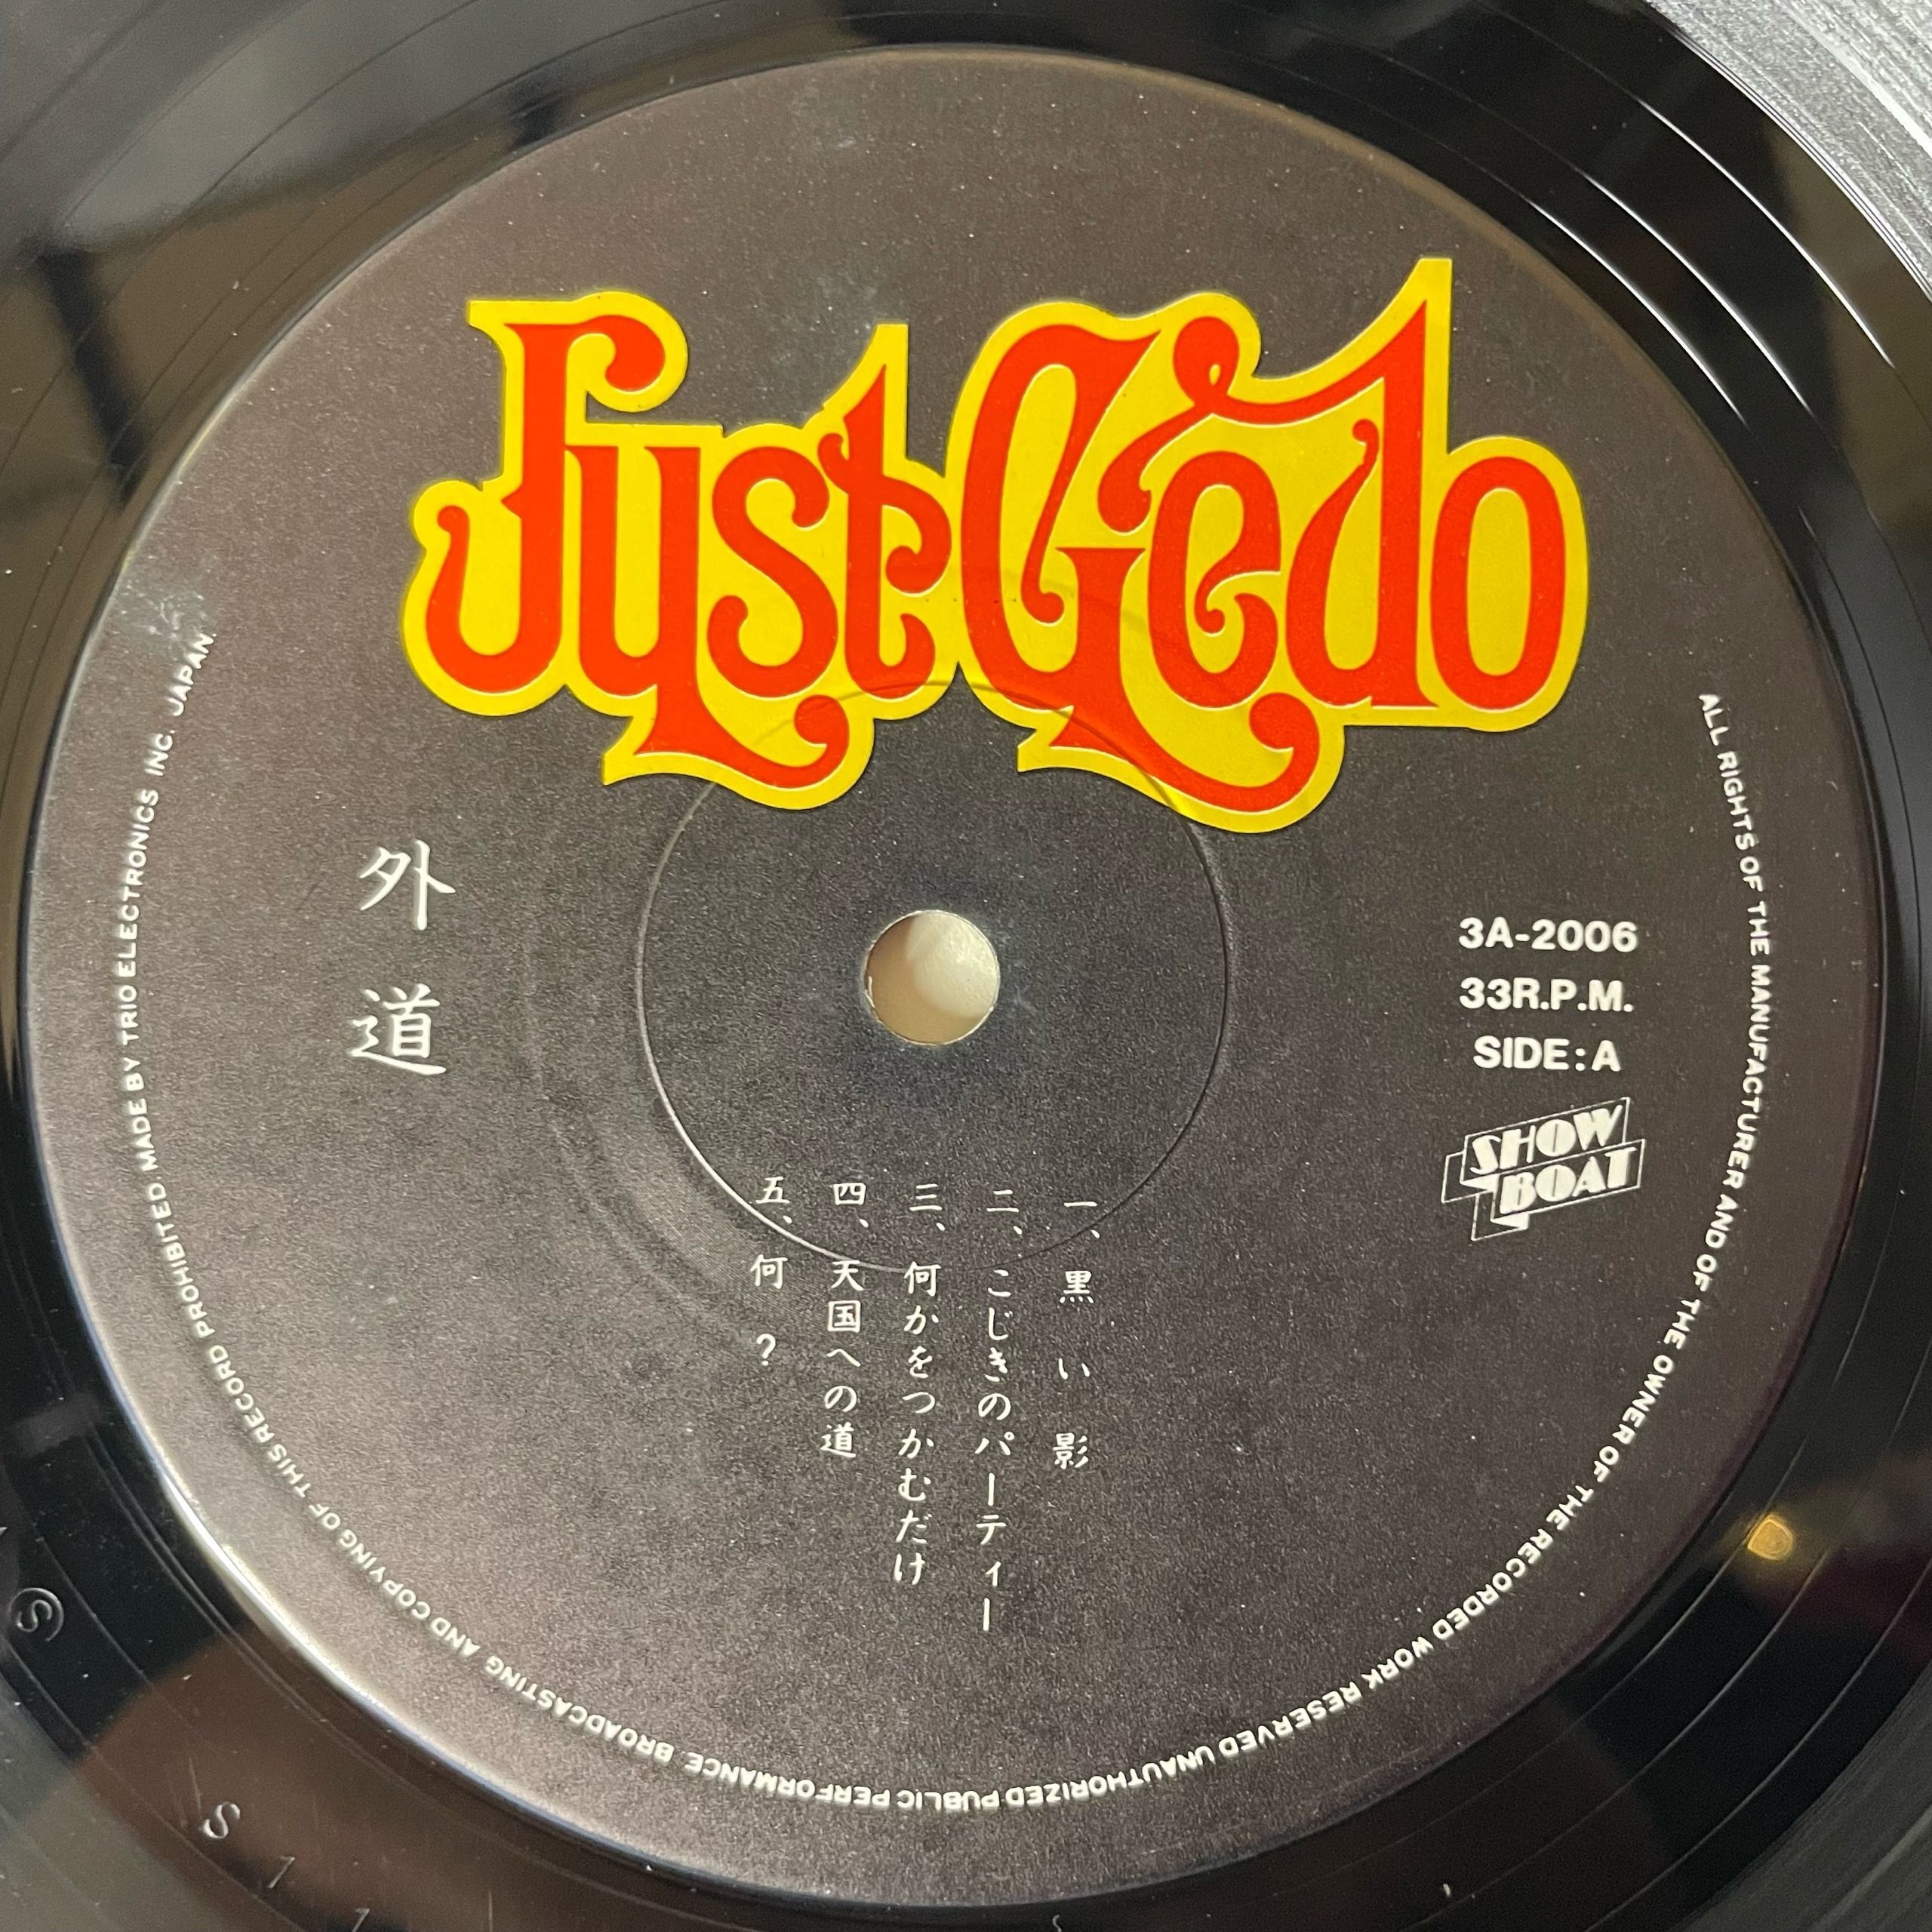 Just Gedo
外道
3A-2006
33R.P.M.
SIDE:A
SHOW
BOAT
一、黒い影
二、こじきのパーティー
三、何かをつかむだけ
四、天国への道
五、何？
ALL RIGHTS OF THE MANUFACTURER AND OF THE OWNER OF THE RECORDED WORK RESERVED UNAUTHORIZED PUBLIC PERFORMANCE BROADCASTING AND COPYING OF THIS RECORD PROHIBITED MADE BY TRIO ELECTRONICS INC. JAPAN.